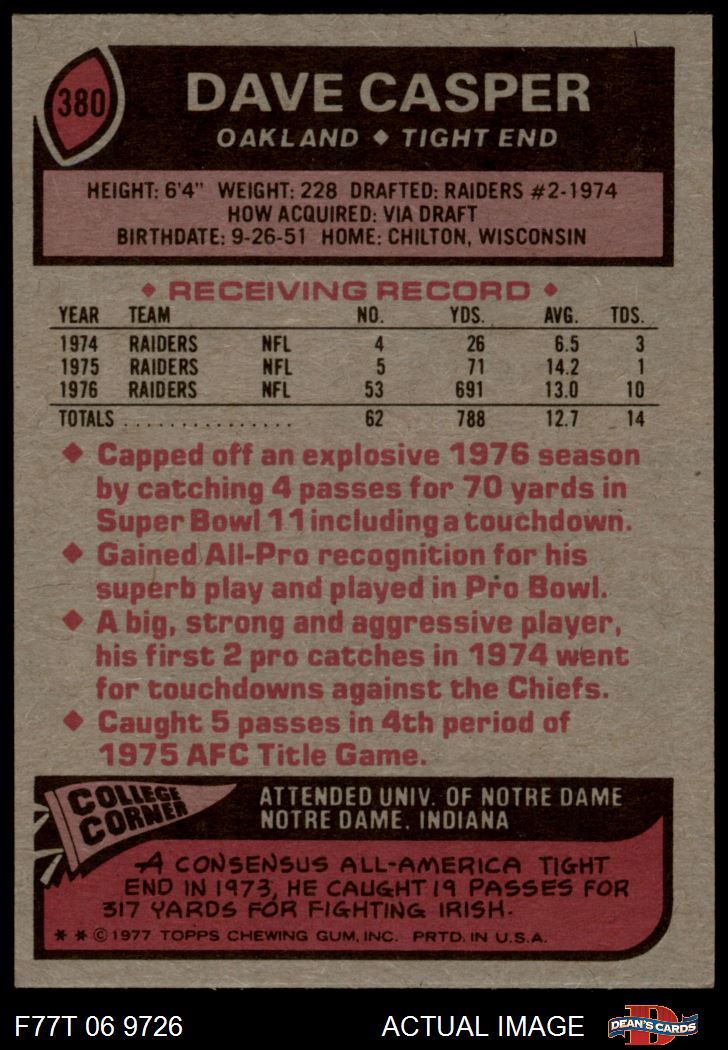 380
DAVE CASPER
OAKLAND ◆ TIGHT END
HEIGHT: 6'4" WEIGHT: 228 DRAFTED: RAIDERS #2-1974
HOW ACQUIRED: VIA DRAFT
BIRTHDATE: 9-26-51 HOME: CHILTON, WISCONSIN
◆ RECEIVING RECORD ◆
YEAR TEAM NO. YDS. AVG. TDS.
1974 RAIDERS NFL 4 26 6.5 3
1975 RAIDERS NFL 5 71 14.2 1
1976 RAIDERS NFL 53 691 13.0 10
TOTALS . . . . . . . . . . . . . . . 62 788 12.7 14
◆ Capped off an explosive 1976 season
by catching 4 passes for 70 yards in
Super Bowl 11 including a touchdown.
◆ Gained All-Pro recognition for his
superb play and played in Pro Bowl.
◆ A big, strong and aggressive player,
his first 2 pro catches in 1974 went
for touchdowns against the Chiefs.
◆ Caught 5 passes in 4th period of
1975 AFC Title Game.
COLLEGE
CORNER
ATTENDED UNIV. OF NOTRE DAME
NOTRE DAME, INDIANA
A CONSENSUS ALL-AMERICA TIGHT
END IN 1973, HE CAUGHT 19 PASSES FOR
317 YARDS FOR FIGHTING IRISH.
* * © 1977 TOPPS CHEWING GUM, INC. PRTD. IN U.S.A.
F77T 06 9726 ACTUAL IMAGE D DEAN'S CARDS